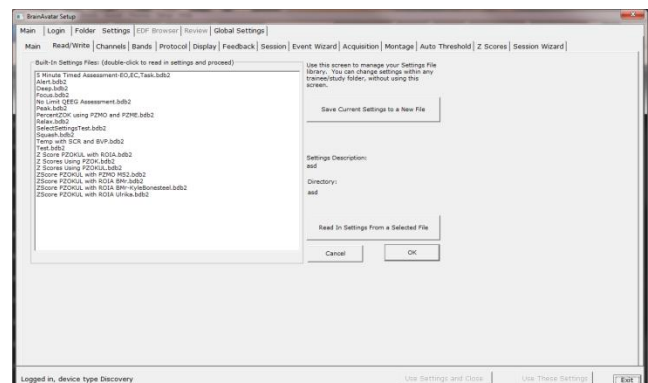 BrainAvatar Setup
Main Login Folder Settings EDF Browser Review Global Settings
Main Read/Write Channels Bands Protocol Display Feedback Session Event Wizard Acquisition Montage Auto Threshold Z Scores Session Wizard
Built-In Settings Files: (double-click to read in settings and proceed)
5 Minute Timed Assessment-EO,EC,Task.bdb2
Alert.bdb2
Deep.bdb2
Focus.bdb2
No Limit QEEG Assessment.bdb2
Peak.bdb2
PercentZOK using PZMO and PZME.bdb2
Relax.bdb2
SelectSettingsTest.bdb2
Squash.bdb2
Temp with SCR and BVP.bdb2
Test.bdb2
Z Score PZOKUL with ROIA.bdb2
Z Scores Using PZOK.bdb2
Z Scores Using PZOKUL.bdb2
ZScore PZOKUL with PZMO MS2.bdb2
ZScore PZOKUL with ROIA BMr.bdb2
ZScore PZOKUL with ROIA BMr-KyleBonesteel.bdb2
ZScore PZOKUL with ROIA Ulrika.bdb2
Use this screen to manage your Settings File
library. You can change settings within any
trainee/study folder, without using this
screen.
Save Current Settings to a New File
Settings Description:
asd
Directory:
asd
Read In Settings From a Selected File
Cancel OK
Logged in, device type Discovery Use Settings and Close Use These Settings Exit